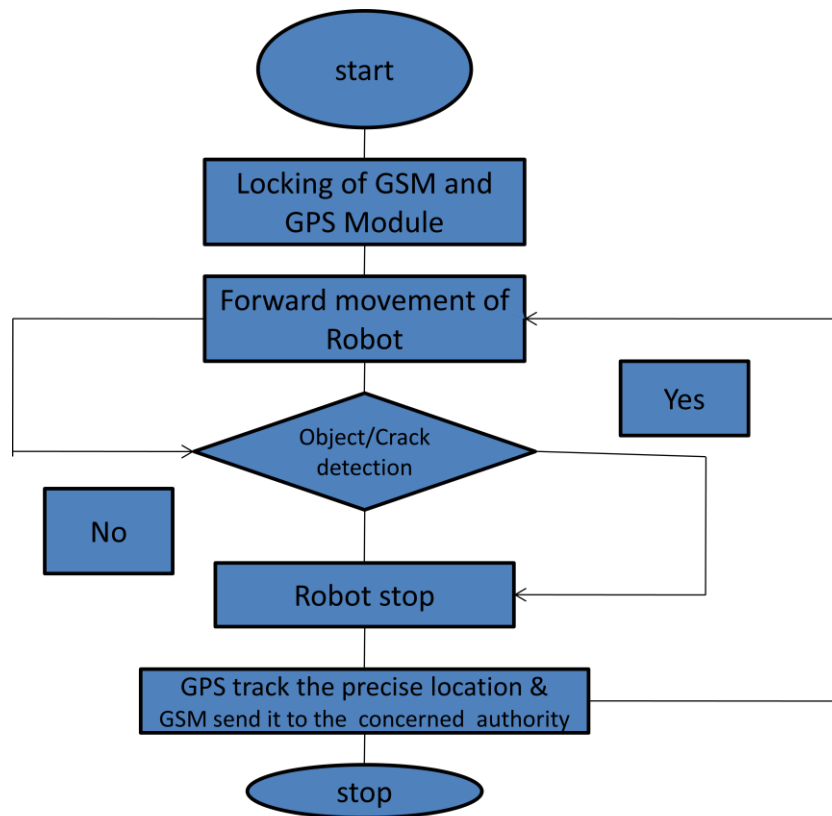 start
Locking of GSM and
GPS Module
Forward movement of
Robot
Yes
Object/Crack
detection
No
Robot stop
GPS track the precise location &
GSM send it to the concerned authority
stop